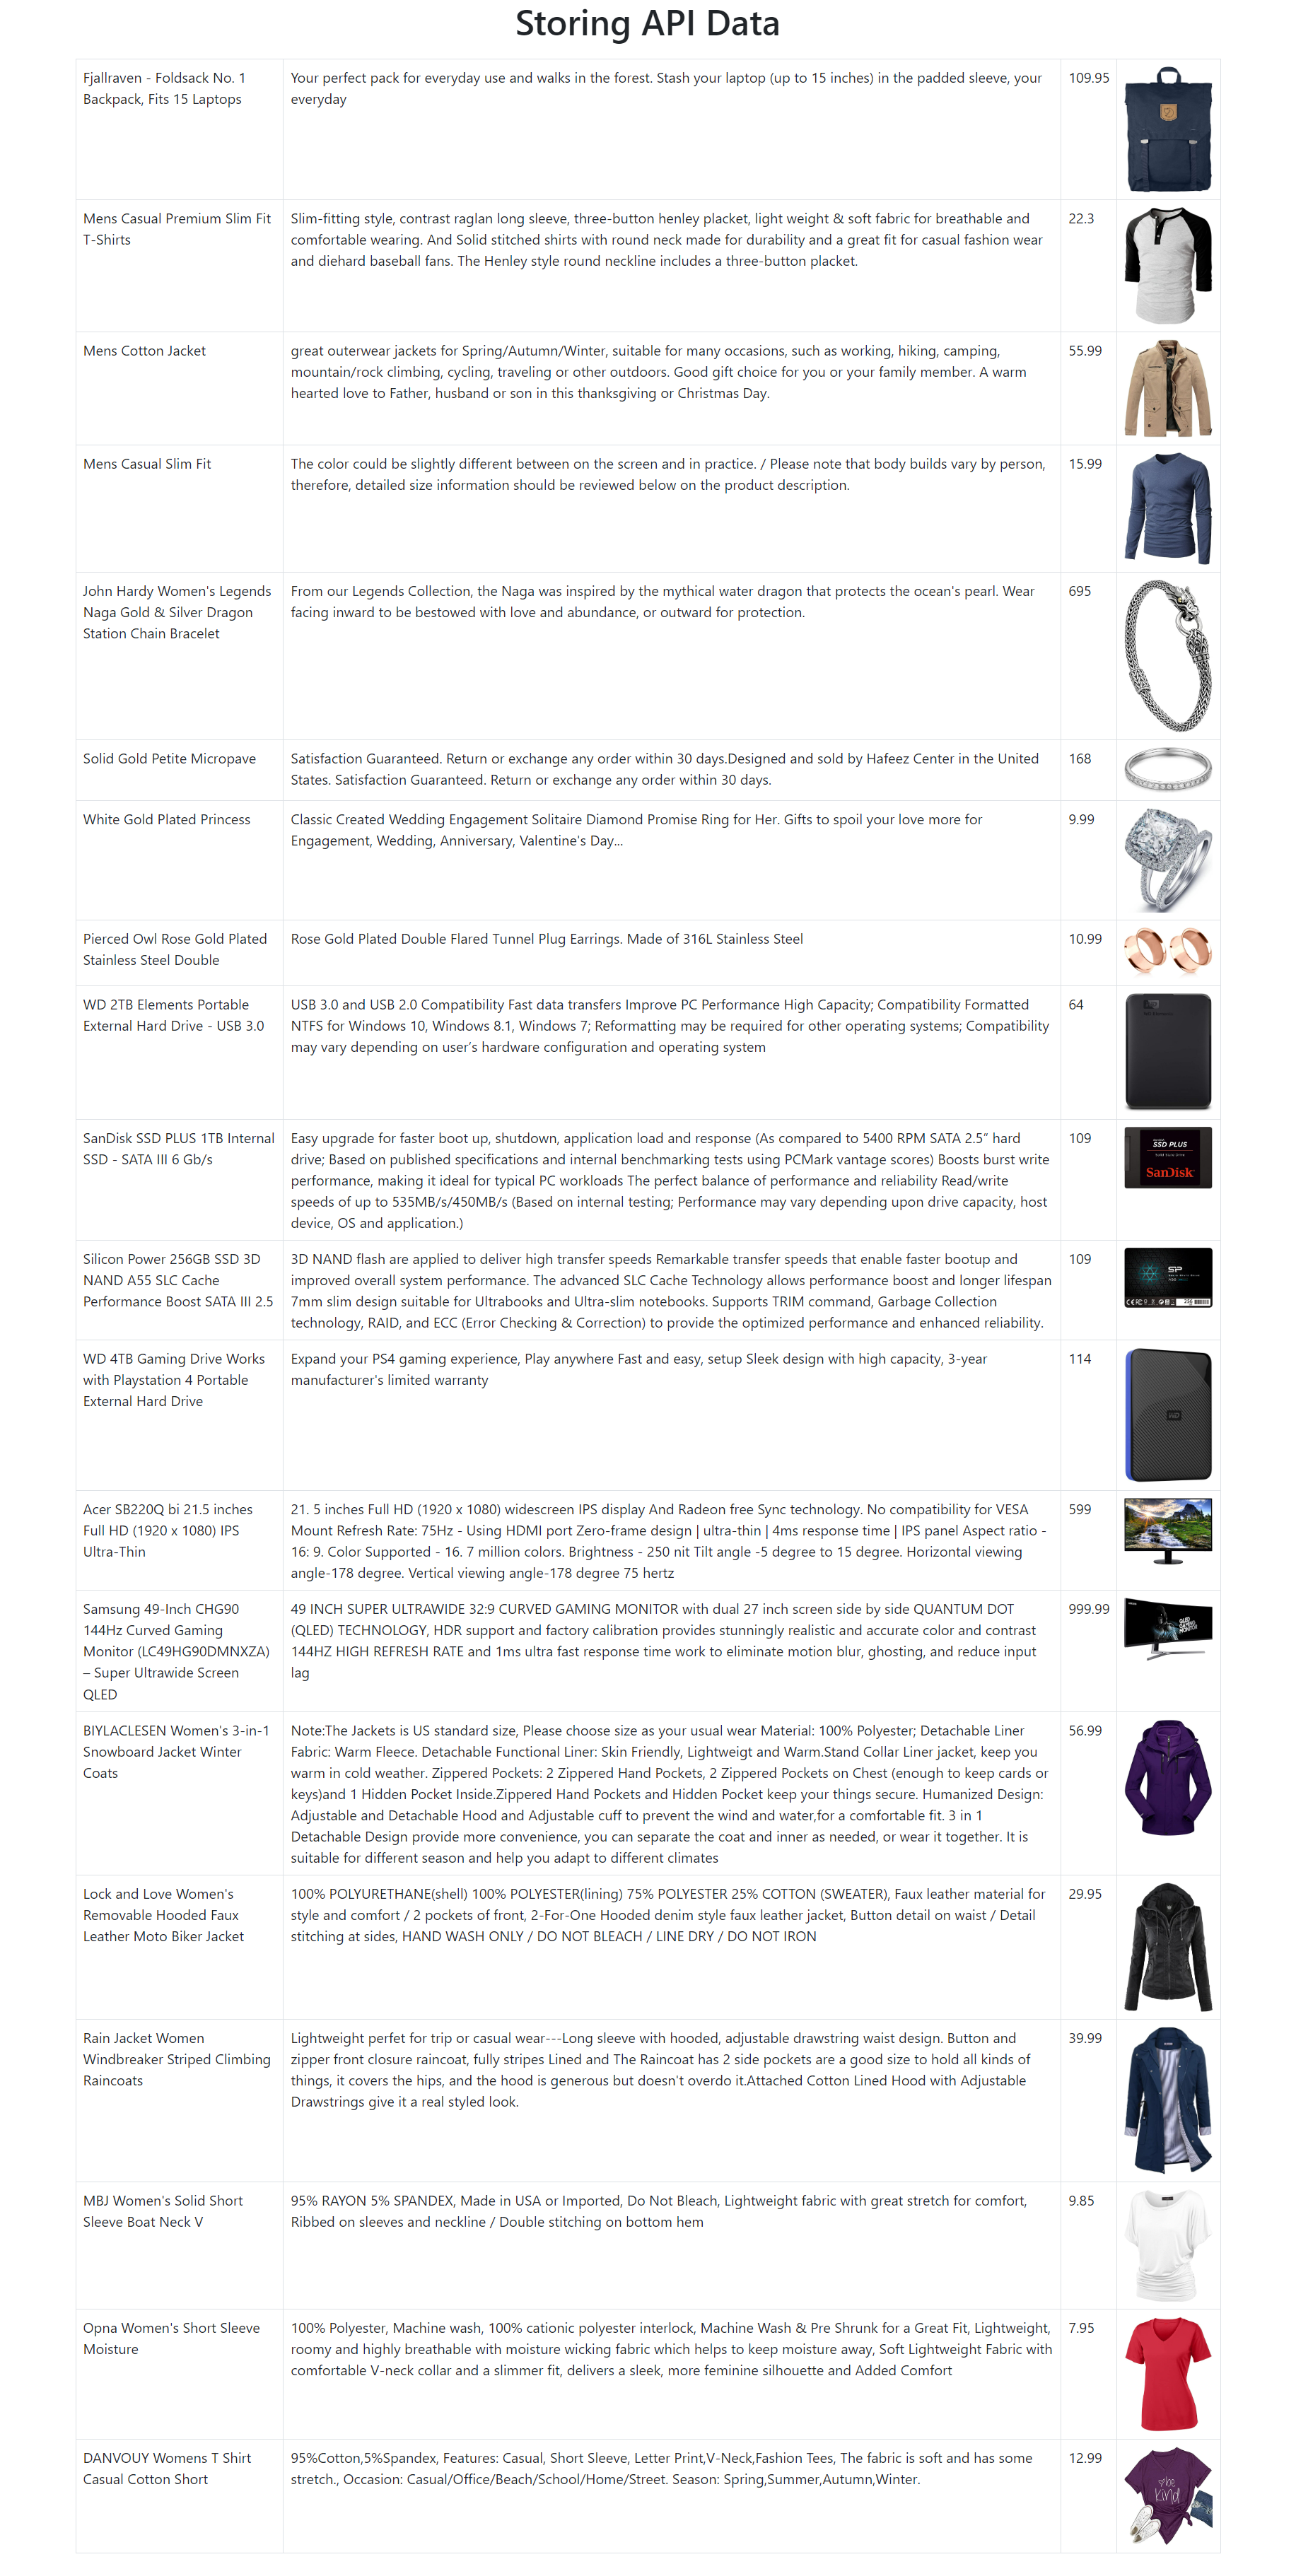 Storing API Data
Fjallraven - Foldsack No. 1
Backpack, Fits 15 Laptops
Your perfect pack for everyday use and walks in the forest. Stash your laptop (up to 15 inches) in the padded sleeve, your
everyday
109.95
Mens Casual Premium Slim Fit
T-Shirts
Slim-fitting style, contrast raglan long sleeve, three-button henley placket, light weight & soft fabric for breathable and
comfortable wearing. And Solid stitched shirts with round neck made for durability and a great fit for casual fashion wear
and diehard baseball fans. The Henley style round neckline includes a three-button placket.
22.3
Mens Cotton Jacket
great outerwear jackets for Spring/Autumn/Winter, suitable for many occasions, such as working, hiking, camping,
mountain/rock climbing, cycling, traveling or other outdoors. Good gift choice for you or your family member. A warm
hearted love to Father, husband or son in this thanksgiving or Christmas Day.
55.99
Mens Casual Slim Fit
The color could be slightly different between on the screen and in practice. / Please note that body builds vary by person,
therefore, detailed size information should be reviewed below on the product description.
15.99
John Hardy Women's Legends
Naga Gold & Silver Dragon
Station Chain Bracelet
From our Legends Collection, the Naga was inspired by the mythical water dragon that protects the ocean's pearl. Wear
facing inward to be bestowed with love and abundance, or outward for protection.
695
Solid Gold Petite Micropave
Satisfaction Guaranteed. Return or exchange any order within 30 days.Designed and sold by Hafeez Center in the United
States. Satisfaction Guaranteed. Return or exchange any order within 30 days.
168
White Gold Plated Princess
Classic Created Wedding Engagement Solitaire Diamond Promise Ring for Her. Gifts to spoil your love more for
Engagement, Wedding, Anniversary, Valentine's Day...
9.99
Pierced Owl Rose Gold Plated
Stainless Steel Double
Rose Gold Plated Double Flared Tunnel Plug Earrings. Made of 316L Stainless Steel
10.99
WD 2TB Elements Portable
External Hard Drive - USB 3.0
USB 3.0 and USB 2.0 Compatibility Fast data transfers Improve PC Performance High Capacity; Compatibility Formatted
NTFS for Windows 10, Windows 8.1, Windows 7; Reformatting may be required for other operating systems; Compatibility
may vary depending on user’s hardware configuration and operating system
64
SanDisk SSD PLUS 1TB Internal
SSD - SATA III 6 Gb/s
Easy upgrade for faster boot up, shutdown, application load and response (As compared to 5400 RPM SATA 2.5” hard
drive; Based on published specifications and internal benchmarking tests using PCMark vantage scores) Boosts burst write
performance, making it ideal for typical PC workloads The perfect balance of performance and reliability Read/write
speeds of up to 535MB/s/450MB/s (Based on internal testing; Performance may vary depending upon drive capacity, host
device, OS and application.)
109
SSD PLUS
SanDisk
Silicon Power 256GB SSD 3D
NAND A55 SLC Cache
Performance Boost SATA III 2.5
3D NAND flash are applied to deliver high transfer speeds Remarkable transfer speeds that enable faster bootup and
improved overall system performance. The advanced SLC Cache Technology allows performance boost and longer lifespan
7mm slim design suitable for Ultrabooks and Ultra-slim notebooks. Supports TRIM command, Garbage Collection
technology, RAID, and ECC (Error Checking & Correction) to provide the optimized performance and enhanced reliability.
109
SP
WD 4TB Gaming Drive Works
with Playstation 4 Portable
External Hard Drive
Expand your PS4 gaming experience, Play anywhere Fast and easy, setup Sleek design with high capacity, 3-year
manufacturer's limited warranty
114
WD
Acer SB220Q bi 21.5 inches
Full HD (1920 x 1080) IPS
Ultra-Thin
21. 5 inches Full HD (1920 x 1080) widescreen IPS display And Radeon free Sync technology. No compatibility for VESA
Mount Refresh Rate: 75Hz - Using HDMI port Zero-frame design | ultra-thin | 4ms response time | IPS panel Aspect ratio -
16: 9. Color Supported - 16. 7 million colors. Brightness - 250 nit Tilt angle -5 degree to 15 degree. Horizontal viewing
angle-178 degree. Vertical viewing angle-178 degree 75 hertz
599
Samsung 49-Inch CHG90
144Hz Curved Gaming
Monitor (LC49HG90DMNXZA)
– Super Ultrawide Screen
QLED
49 INCH SUPER ULTRAWIDE 32:9 CURVED GAMING MONITOR with dual 27 inch screen side by side QUANTUM DOT
(QLED) TECHNOLOGY, HDR support and factory calibration provides stunningly realistic and accurate color and contrast
144HZ HIGH REFRESH RATE and 1ms ultra fast response time work to eliminate motion blur, ghosting, and reduce input
lag
999.99
QLED
GAMING
MONITOR
BIYLACLESEN Women's 3-in-1
Snowboard Jacket Winter
Coats
Note:The Jackets is US standard size, Please choose size as your usual wear Material: 100% Polyester; Detachable Liner
Fabric: Warm Fleece. Detachable Functional Liner: Skin Friendly, Lightweigt and Warm.Stand Collar Liner jacket, keep you
warm in cold weather. Zippered Pockets: 2 Zippered Hand Pockets, 2 Zippered Pockets on Chest (enough to keep cards or
keys)and 1 Hidden Pocket Inside.Zippered Hand Pockets and Hidden Pocket keep your things secure. Humanized Design:
Adjustable and Detachable Hood and Adjustable cuff to prevent the wind and water,for a comfortable fit. 3 in 1
Detachable Design provide more convenience, you can separate the coat and inner as needed, or wear it together. It is
suitable for different season and help you adapt to different climates
56.99
Lock and Love Women's
Removable Hooded Faux
Leather Moto Biker Jacket
100% POLYURETHANE(shell) 100% POLYESTER(lining) 75% POLYESTER 25% COTTON (SWEATER), Faux leather material for
style and comfort / 2 pockets of front, 2-For-One Hooded denim style faux leather jacket, Button detail on waist / Detail
stitching at sides, HAND WASH ONLY / DO NOT BLEACH / LINE DRY / DO NOT IRON
29.95
Rain Jacket Women
Windbreaker Striped Climbing
Raincoats
Lightweight perfet for trip or casual wear---Long sleeve with hooded, adjustable drawstring waist design. Button and
zipper front closure raincoat, fully stripes Lined and The Raincoat has 2 side pockets are a good size to hold all kinds of
things, it covers the hips, and the hood is generous but doesn't overdo it.Attached Cotton Lined Hood with Adjustable
Drawstrings give it a real styled look.
39.99
MBJ Women's Solid Short
Sleeve Boat Neck V
95% RAYON 5% SPANDEX, Made in USA or Imported, Do Not Bleach, Lightweight fabric with great stretch for comfort,
Ribbed on sleeves and neckline / Double stitching on bottom hem
9.85
Opna Women's Short Sleeve
Moisture
100% Polyester, Machine wash, 100% cationic polyester interlock, Machine Wash & Pre Shrunk for a Great Fit, Lightweight,
roomy and highly breathable with moisture wicking fabric which helps to keep moisture away, Soft Lightweight Fabric with
comfortable V-neck collar and a slimmer fit, delivers a sleek, more feminine silhouette and Added Comfort
7.95
DANVOUY Womens T Shirt
Casual Cotton Short
95%Cotton,5%Spandex, Features: Casual, Short Sleeve, Letter Print,V-Neck,Fashion Tees, The fabric is soft and has some
stretch., Occasion: Casual/Office/Beach/School/Home/Street. Season: Spring,Summer,Autumn,Winter.
12.99
be
kind